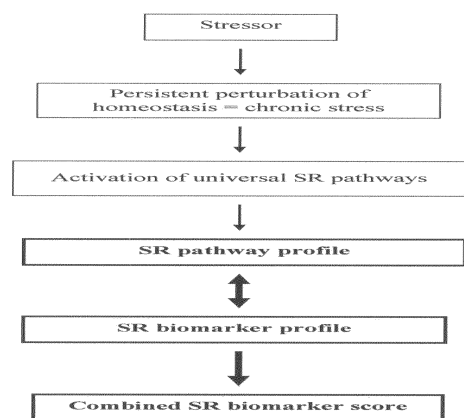 Stressor
Persistent perturbation of
homeostasis = chronic stress
Activation of universal SR pathways
SR pathway profile
SR biomarker profile
Combined SR biomarker score